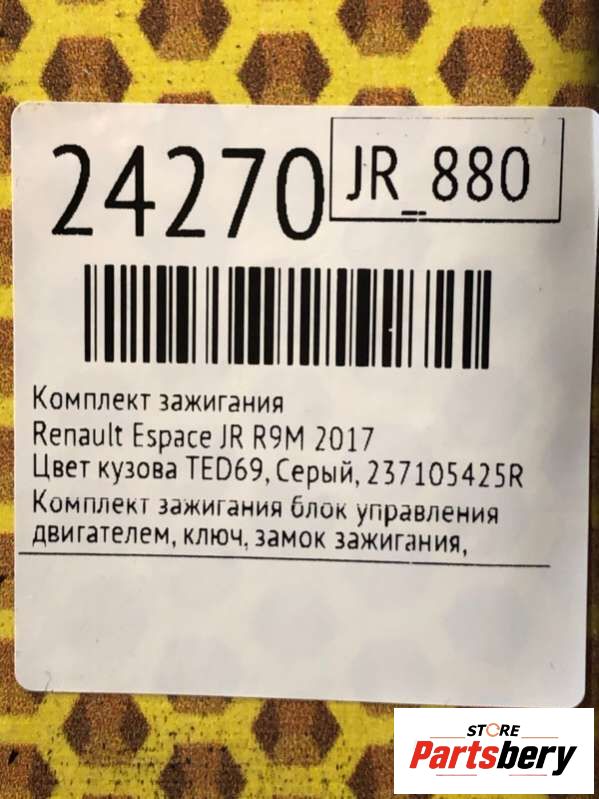 24270
JR_880
Комплект зажигания
Renault Espace JR R9M 2017
Цвет кузова TED69, Серый, 237105425R
Комплект зажигания блок управления
двигателем, ключ, замок зажигания,
STORE
Partsbery